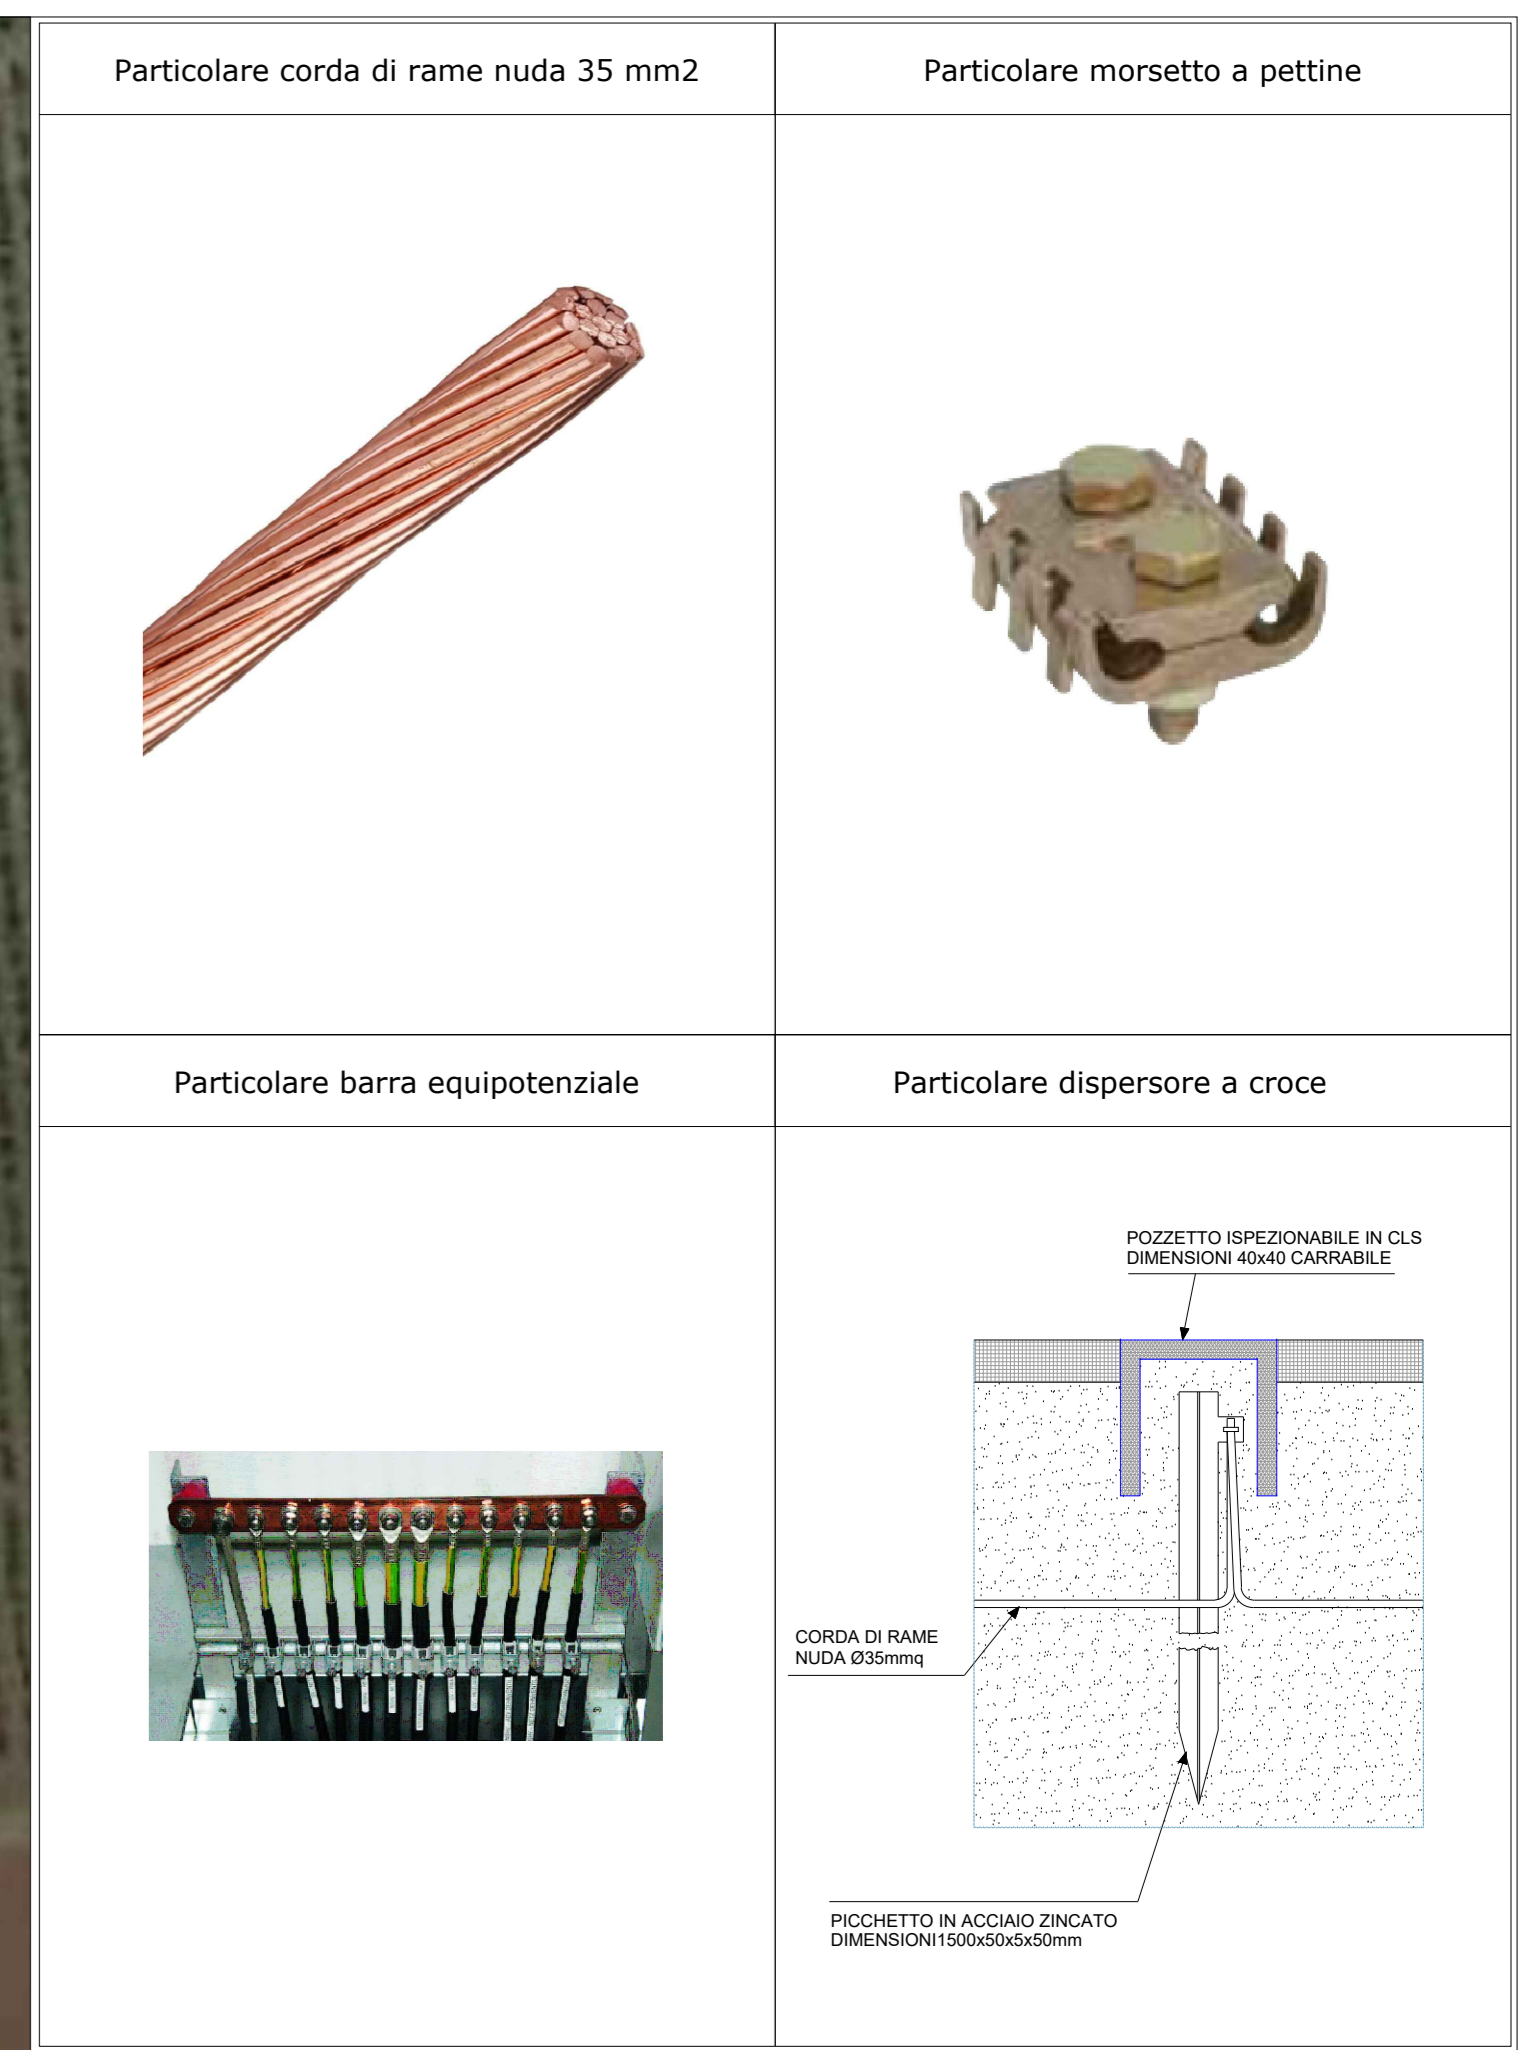 Particolare corda di rame nuda 35 mm2
Particolare morsetto a pettine
Particolare barra equipotenziale
Particolare dispersore a croce
POZZETTO ISPEZIONABILE IN CLS
DIMENSIONI 40x40 CARRABILE
CORDA DI RAME
NUDA Ø35mmq
PICCHETTO IN ACCIAIO ZINCATO
DIMENSIONI1500x50x5x50mm